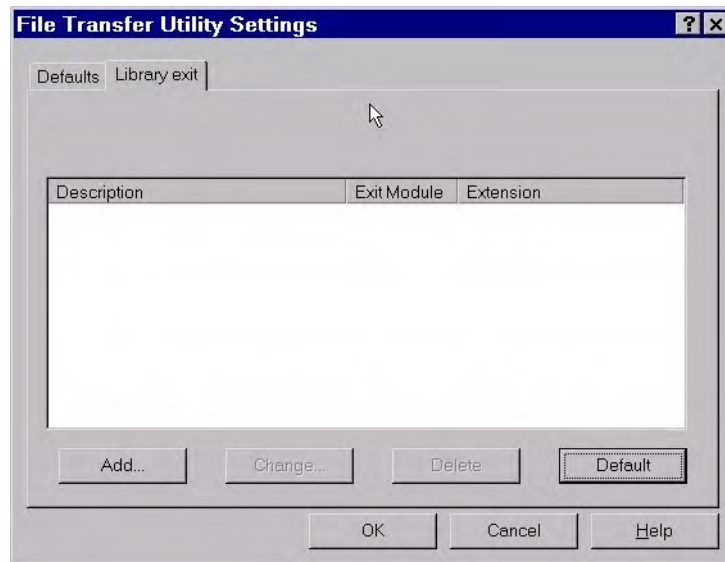 File Transfer Utility Settings ? ×
Defaults Library exit
Description Exit Module Extension
Add... Change... Delete Default
OK Cancel Help